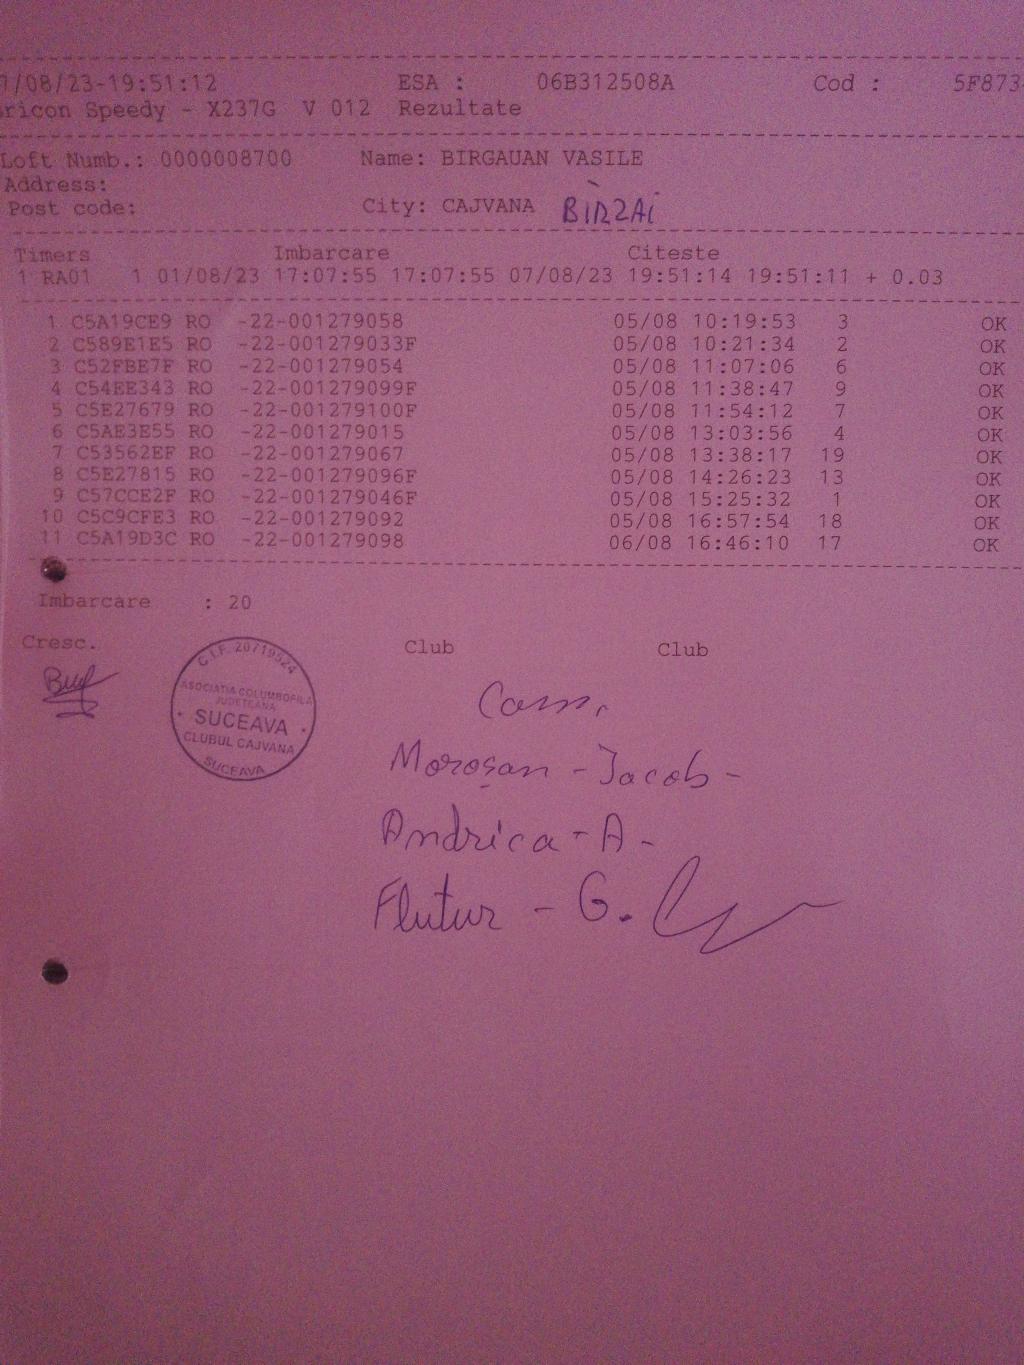 7/08/23-19:51:12 ESA : 06B312508A Cod : 5F873
ricon Speedy - X237G V 012 Rezultate
Loft Numb.: 0000008700 Name: BIRGAUAN VASILE
Address:
Post code: City: CAJVANA BIRZAI
Timers Imbarcare Citeste
1 RA01 1 01/08/23 17:07:55 17:07:55 07/08/23 19:51:14 19:51:11 + 0.03
1 C5A19CE9 RO -22-001279058 05/08 10:19:53 3 OK
2 C589E1E5 RO -22-001279033F 05/08 10:21:34 2 OK
3 C52FBE7F RO -22-001279054 05/08 11:07:06 6 OK
4 C54EE343 RO -22-001279099F 05/08 11:38:47 9 OK
5 C5E27679 RO -22-001279100F 05/08 11:54:12 7 OK
6 C5AE3E55 RO -22-001279015 05/08 13:03:56 4 OK
7 C53562EF RO -22-001279067 05/08 13:38:17 19 OK
8 C5E27815 RO -22-001279096F 05/08 14:26:23 13 OK
9 C57CCE2F RO -22-001279046F 05/08 15:25:32 1 OK
10 C5C9CFE3 RO -22-001279092 05/08 16:57:54 18 OK
11 C5A19D3C RO -22-001279098 06/08 16:46:10 17 OK
Imbarcare : 20
Cresc. Club Club
C.I.F. 20719524
ASOCIATIA COLUMBOFILA
JUDETEANA
SUCEAVA
CLUBUL CAJVANA
SUCEAVA
Com,
Moroșan - Iacob -
Andrica - A -
Flutur - G.